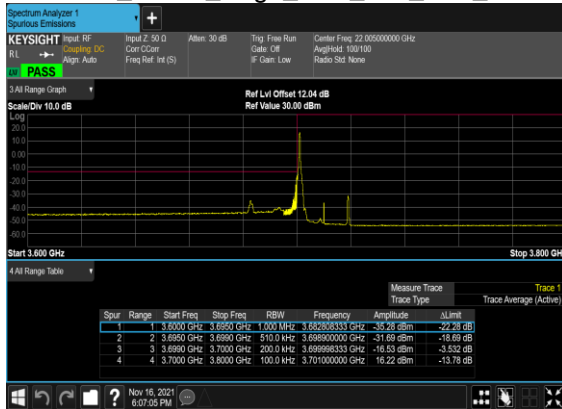 Spectrum Analyzer 1
Spurious Emissions
+
KEYSIGHT Input: RF Input Z: 50 Ω Atten: 30 dB Trig: Free Run Center Freq: 22.005000000 GHz
RL Coupling: DC Corr CCorr Gate: Off Avg|Hold: 100/100
Align: Auto Freq Ref: Int (S) IF Gain: Low Radio Std: None
PASS
3 All Range Graph
Scale/Div 10.0 dB
Ref Lvl Offset 12.04 dB
Ref Value 30.00 dBm
Log
20.0
10.0
0.00
-10.0
-20.0
-30.0
-40.0
-50.0
-60.0
Start 3.600 GHz Stop 3.800 GH
4 All Range Table
Measure Trace Trace 1
Trace Type Trace Average (Active)
Spur Range Start Freq Stop Freq RBW Frequency Amplitude ΔLimit
1 1 3.6000 GHz 3.6950 GHz 1.000 MHz 3.682808333 GHz -35.28 dBm -22.28 dB
2 2 3.6950 GHz 3.6990 GHz 510.0 kHz 3.698900000 GHz -31.69 dBm -18.69 dB
3 3 3.6990 GHz 3.7000 GHz 200.0 kHz 3.699998333 GHz -16.53 dBm -3.532 dB
4 4 3.7000 GHz 3.8000 GHz 100.0 kHz 3.701000000 GHz 16.22 dBm -13.78 dB
? Nov 16, 2021
6:07:05 PM